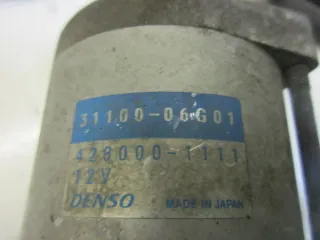 31100-06G01
428000-1111
12V
DENSO MADE IN JAPAN